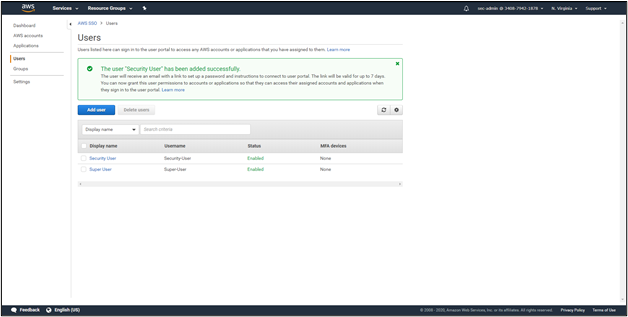 aws
Services
Resource Groups
sec-admin @ 3408-7942-1878
N. Virginia
Support
Dashboard
AWS accounts
Applications
Users
Groups
Settings
AWS SSO > Users
Users
Users listed here can sign in to the user portal to access any AWS accounts or applications that you have assigned to them. Learn more
The user "Security User" has been added successfully.
The user will receive an email with a link to set up a password and instructions to connect to user portal. The link will be valid for up to 7 days.
You can now grant this user permissions to accounts or applications so that they can access their assigned accounts and applications when
they sign in to the user portal. Learn more
Add user
Delete users
Display name
Search criteria
Display name Username Status MFA devices
Security User Security-User Enabled None
Super User Super-User Enabled None
Feedback
English (US)
© 2008 - 2020, Amazon Web Services, Inc. or its affiliates. All rights reserved.
Privacy Policy
Terms of Use